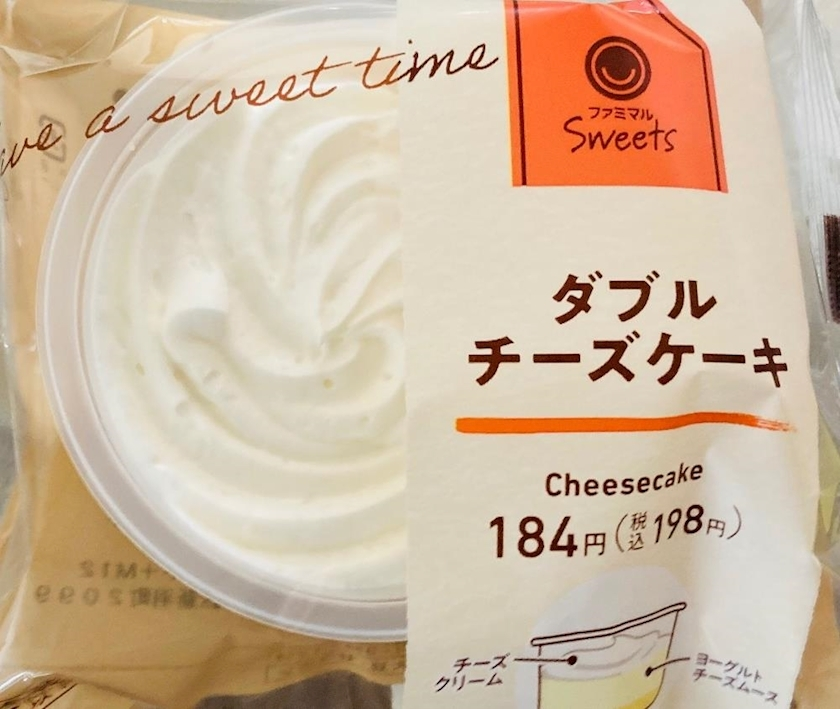 ave a sweet time
ファミマル
Sweets
ダブル
チーズケーキ
Cheesecake
184円(税込198円)
チーズ
クリーム
ヨーグルト
チーズムース